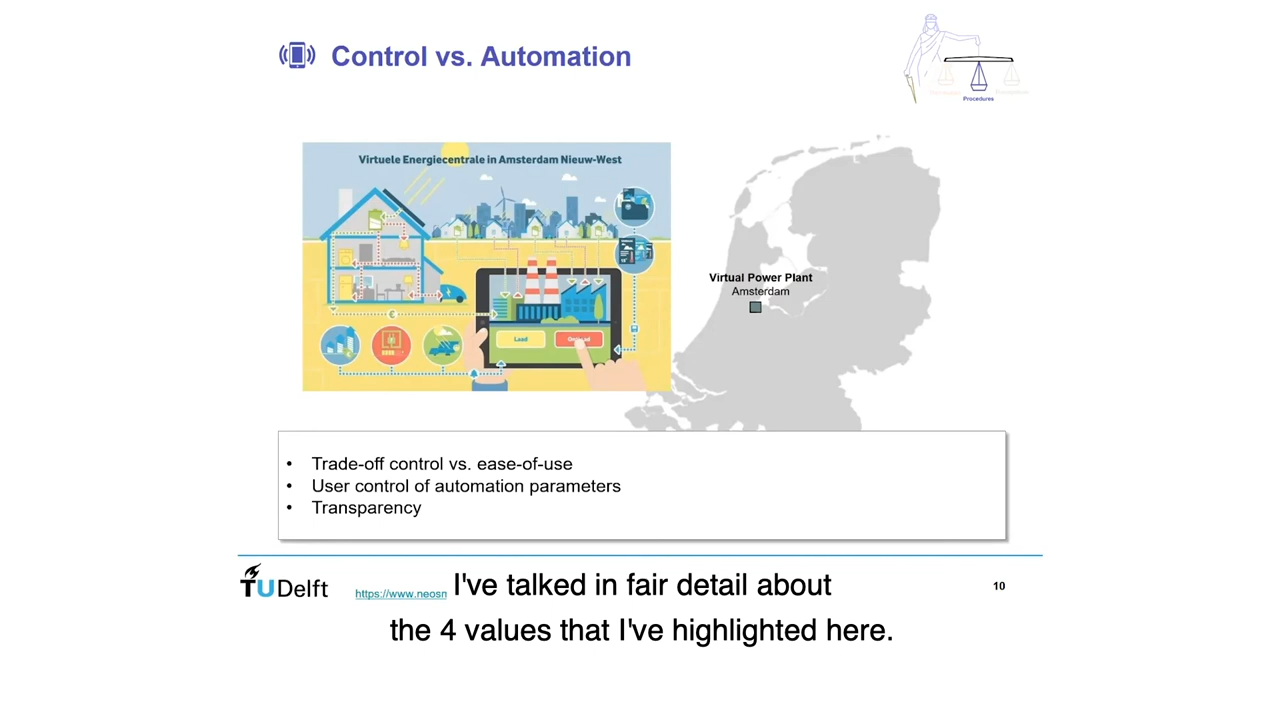 Control vs. Automation
Procedures
Virtuele Energiecentrale in Amsterdam Nieuw-West
Virtual Power Plant
Amsterdam
Laad
• Trade-off control vs. ease-of-use
• User control of automation parameters
• Transparency
TU Delft
https://www.neosn
I've talked in fair detail about
10
the 4 values that I've highlighted here.